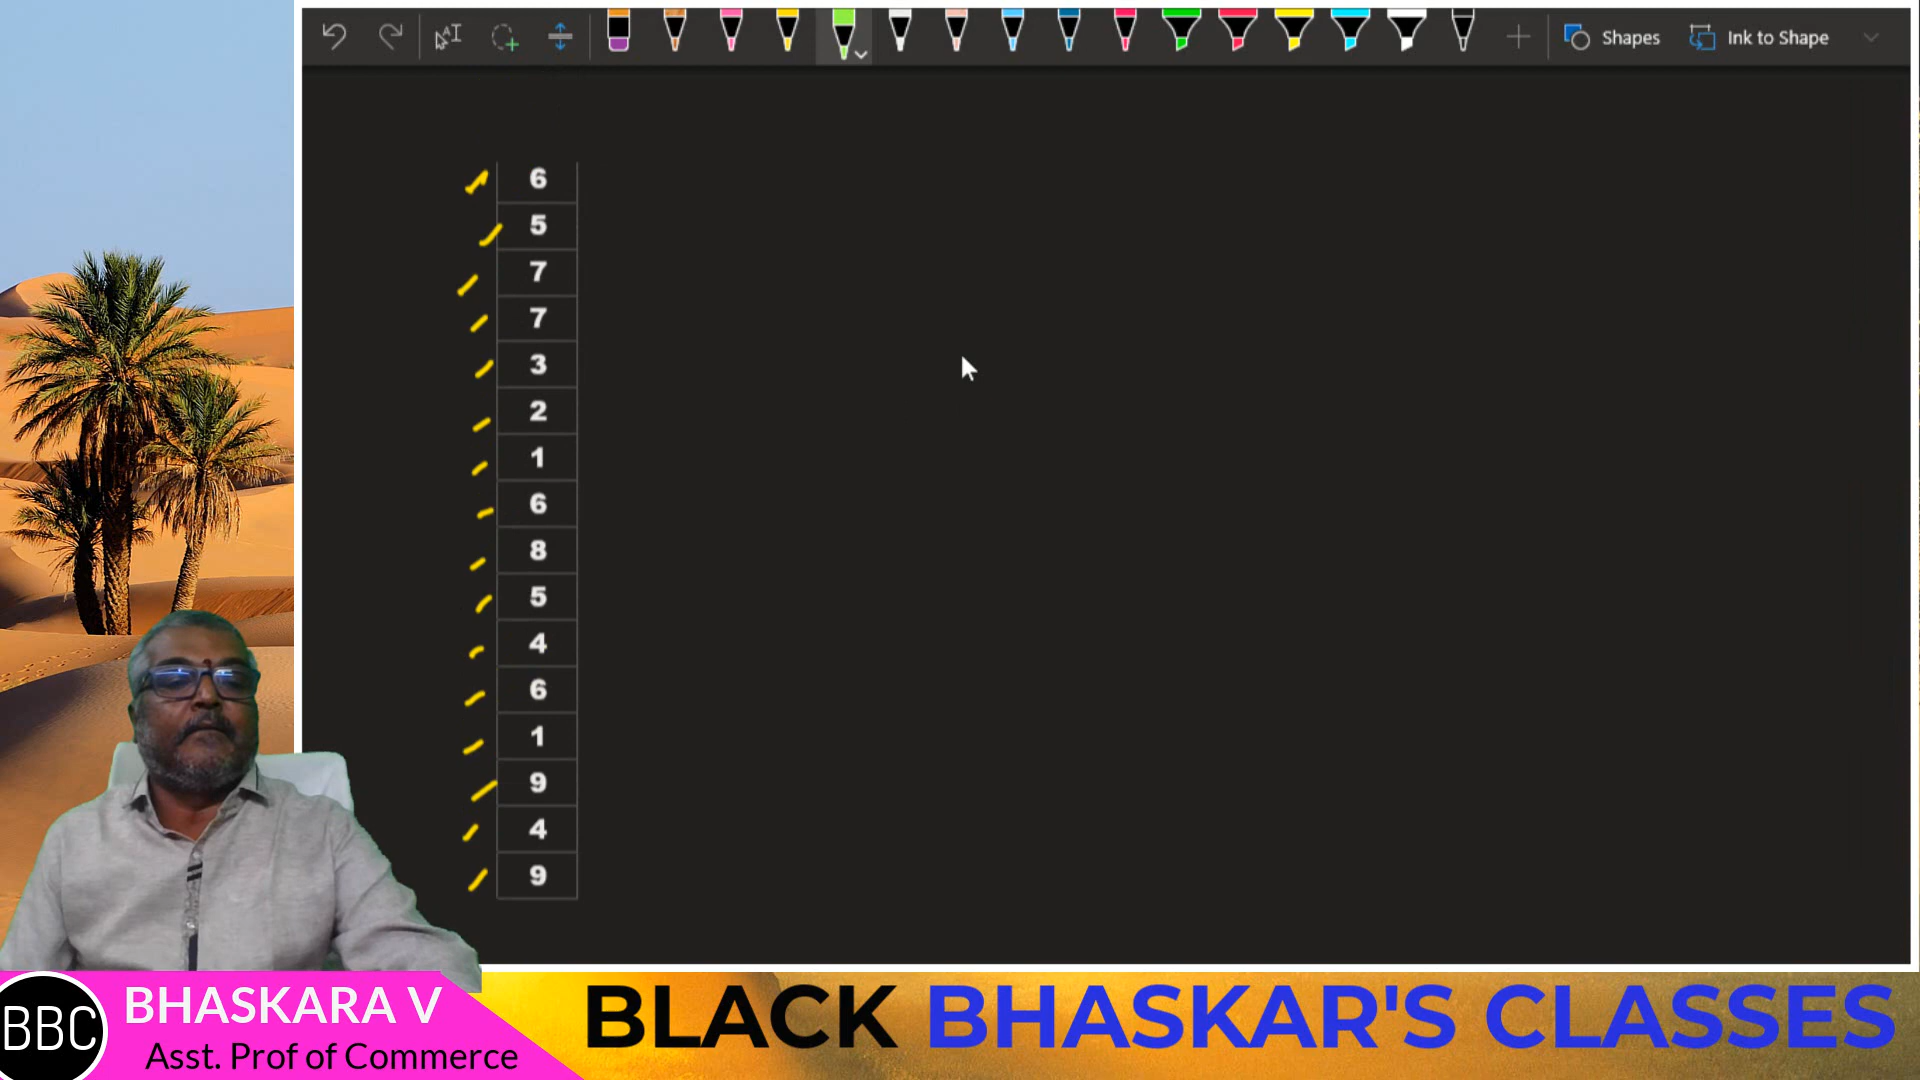 Shapes
Ink to Shape
6
5
7
7
3
2
1
6
8
5
4
6
1
9
4
9
BBC
BHASKARA V
Asst. Prof of Commerce
BLACK BHASKAR'S CLASSES